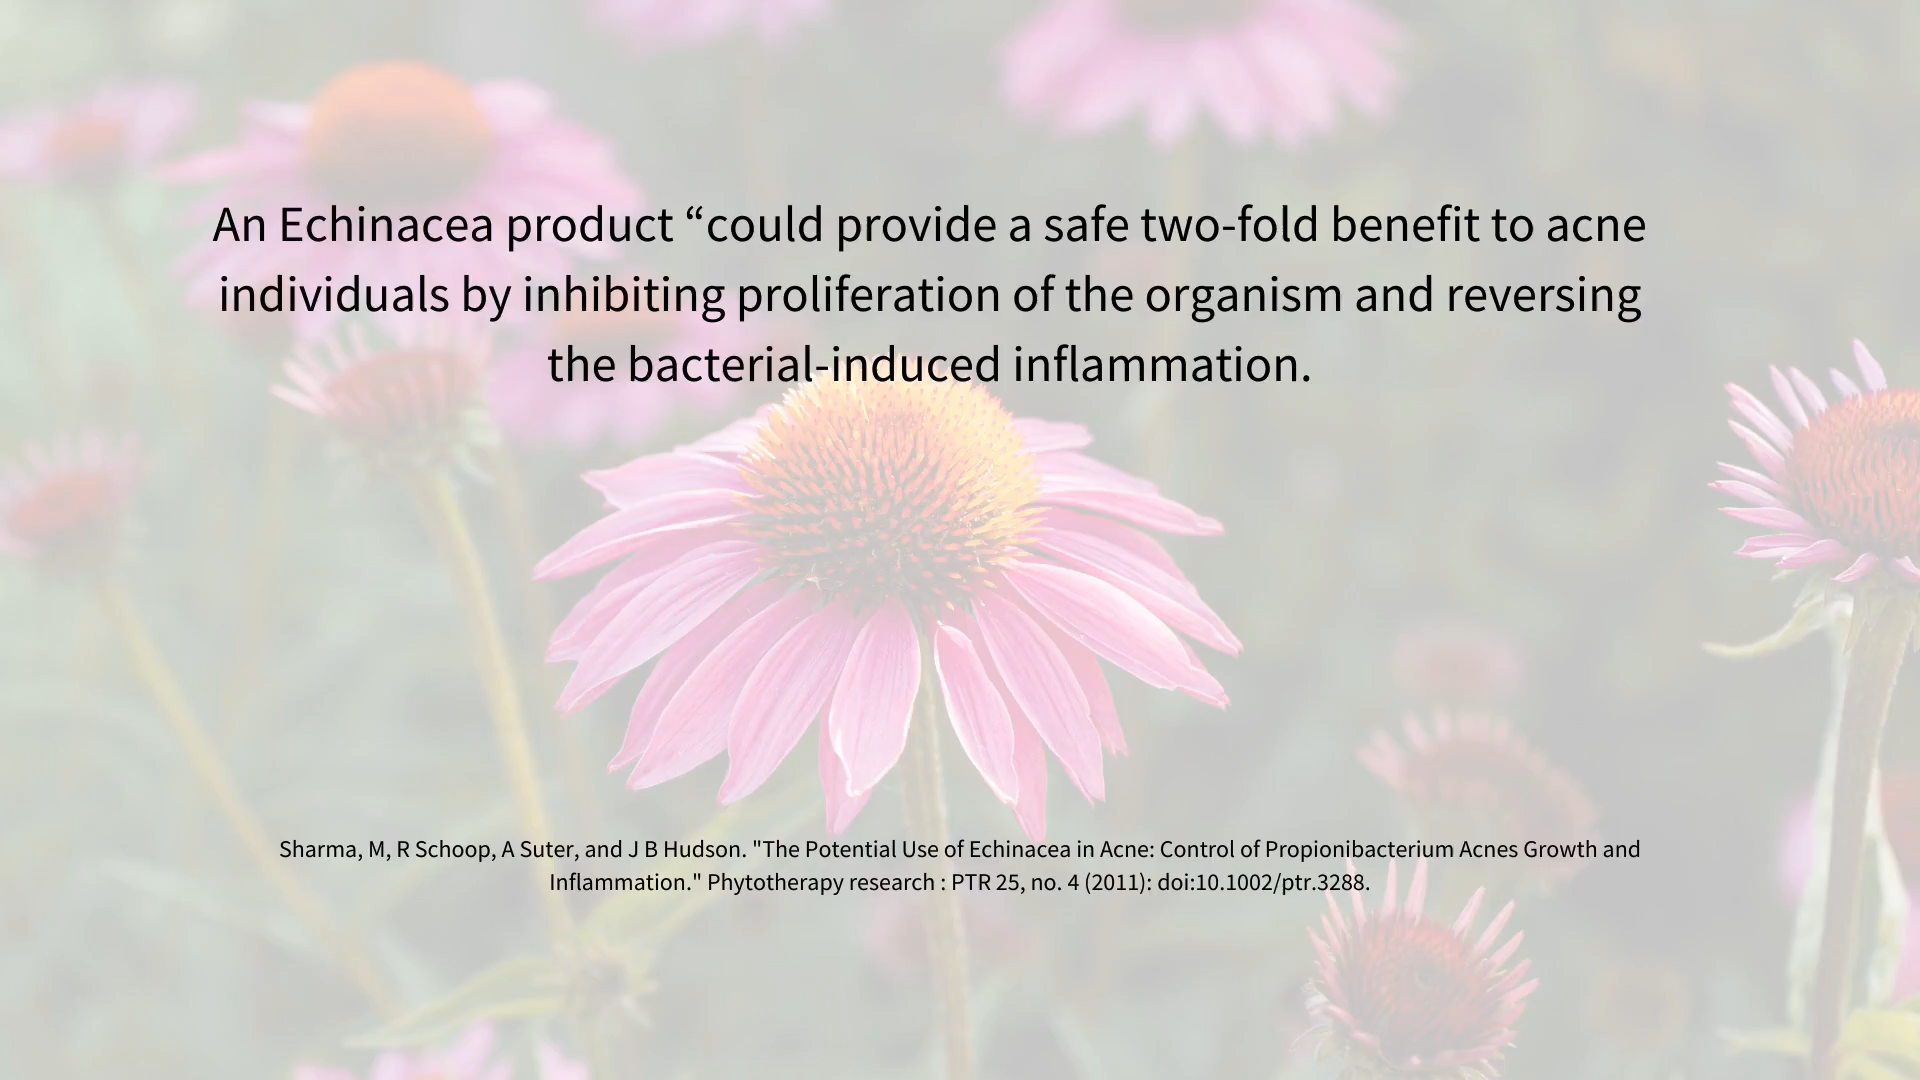 An Echinacea product “could provide a safe two-fold benefit to acne
individuals by inhibiting proliferation of the organism and reversing
the bacterial-induced inflammation.
Sharma, M, R Schoop, A Suter, and J B Hudson. "The Potential Use of Echinacea in Acne: Control of Propionibacterium Acnes Growth and
Inflammation." Phytotherapy research : PTR 25, no. 4 (2011): doi:10.1002/ptr.3288.